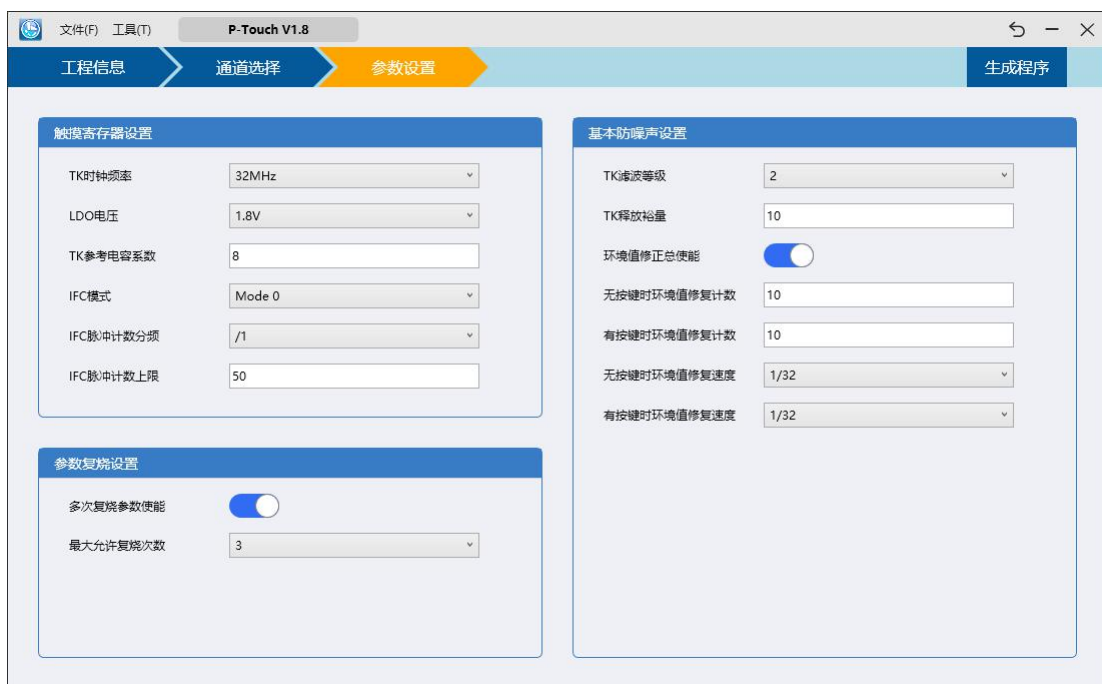 文件(F) 工具(T) P-Touch V1.8
工程信息 通道选择 参数设置 生成程序
触摸寄存器设置
TK时钟频率 32MHz
LDO电压 1.8V
TK参考电容系数 8
IFC模式 Mode 0
IFC脉冲计数分频 /1
IFC脉冲计数上限 50
参数复烧设置
多次复烧参数使能
最大允许复烧次数 3
基本防噪声设置
TK滤波等级 2
TK释放裕量 10
环境值修正总使能
无按键时环境值修复计数 10
有按键时环境值修复计数 10
无按键时环境值修复速度 1/32
有按键时环境值修复速度 1/32